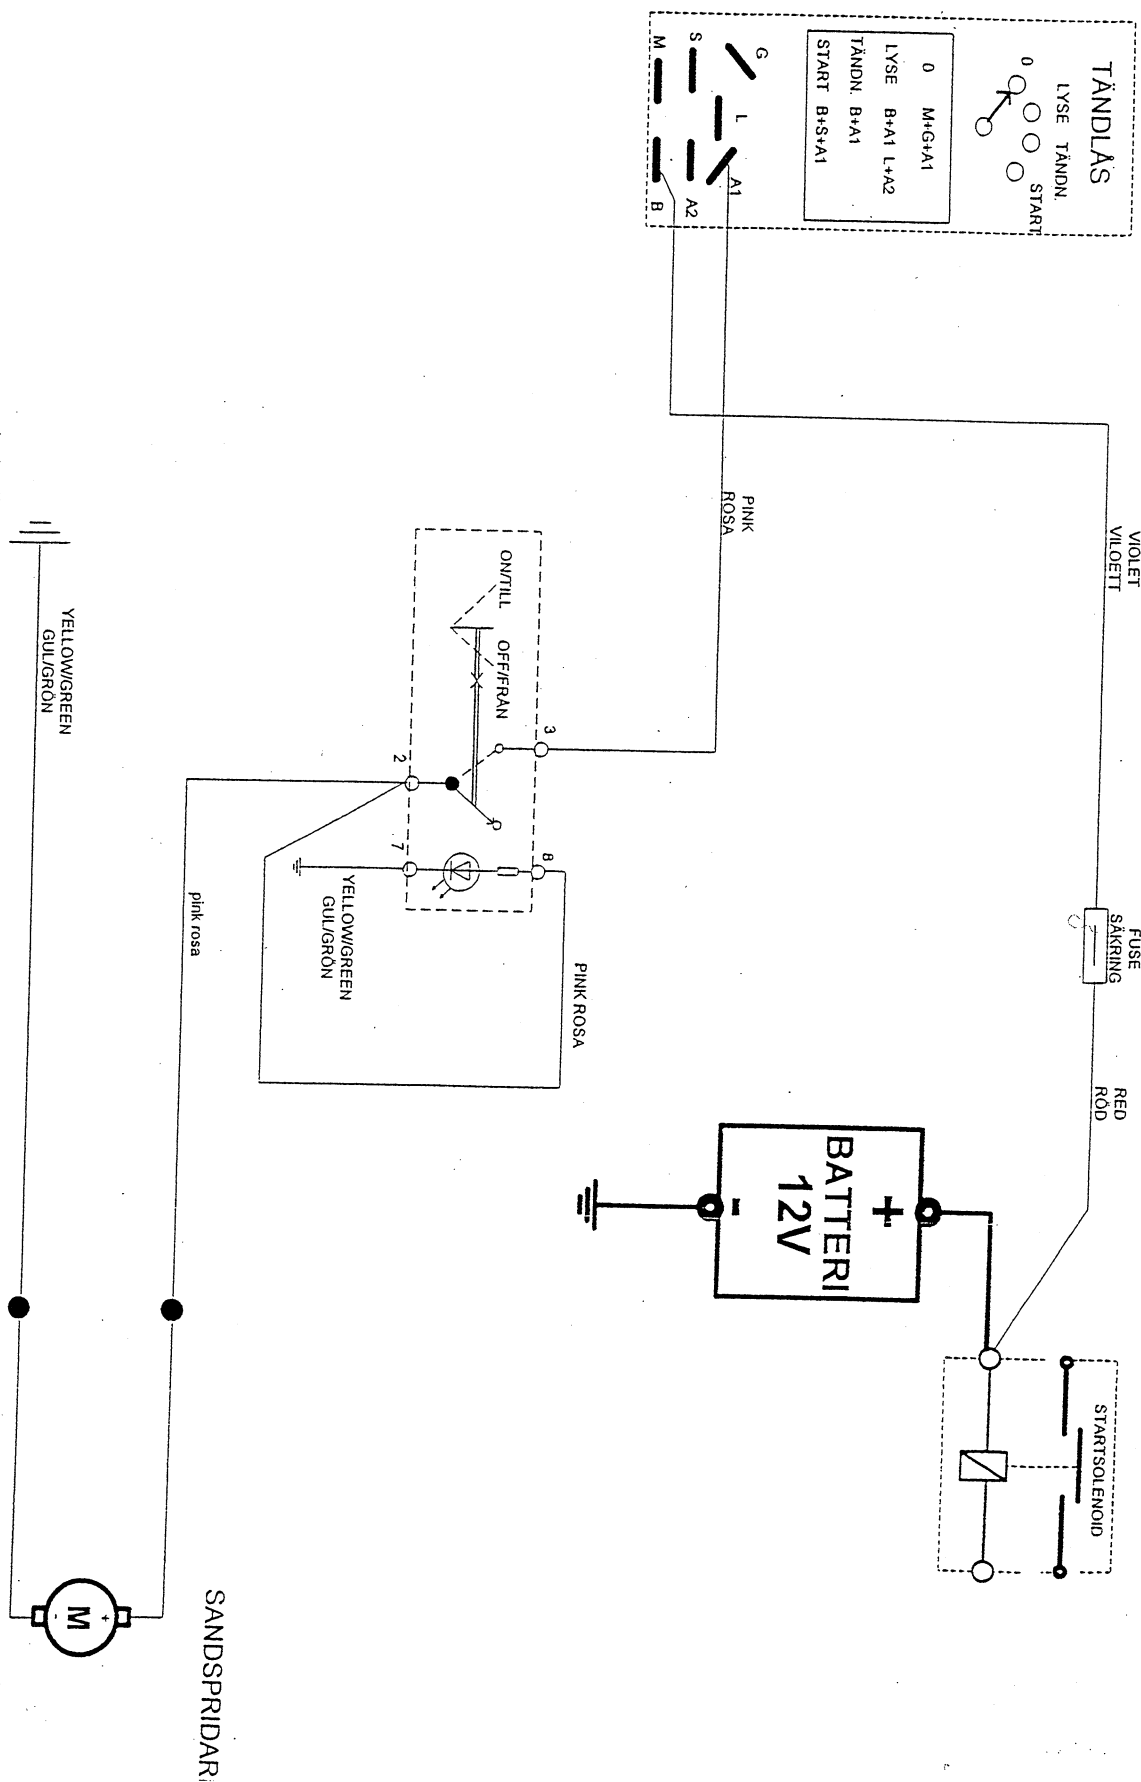 TÄNDLÅS
LYSE TÄNDN.
0
START
0 M+G+A1
LYSE B+A1 L+A2
TÄNDN. B+A1
START B+S+A1
G
L
A1
S
A2
M
B
VIOLET
VILOETT
FUSE
SÄKRING
RED
RÖD
PINK
ROSA
BATTERI
12V
+
-
STARTSOLENOID
ON/TILL
OFF/FRÅN
3
2
8
7
PINK ROSA
YELLOW/GREEN
GUL/GRÖN
pink rosa
YELLOW/GREEN
GUL/GRÖN
M
+
-